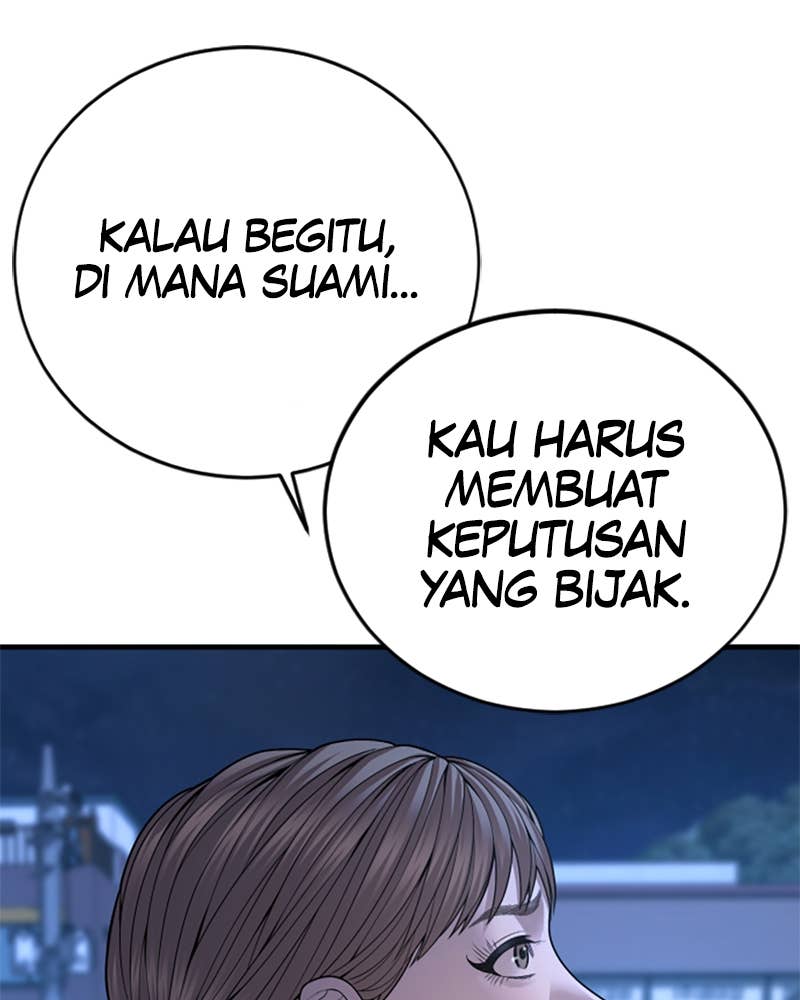 KALAU BEGITU,
DI MANA SUAMI...
KAU HARUS
MEMBUAT
KEPUTUSAN
YANG BIJAK.